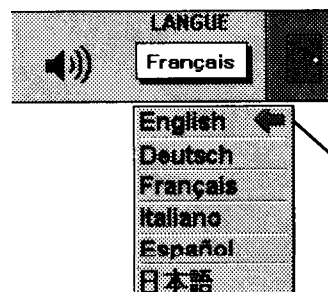 LANGUE
Français
English
Deutsch
Français
Italiano
Español
日本語